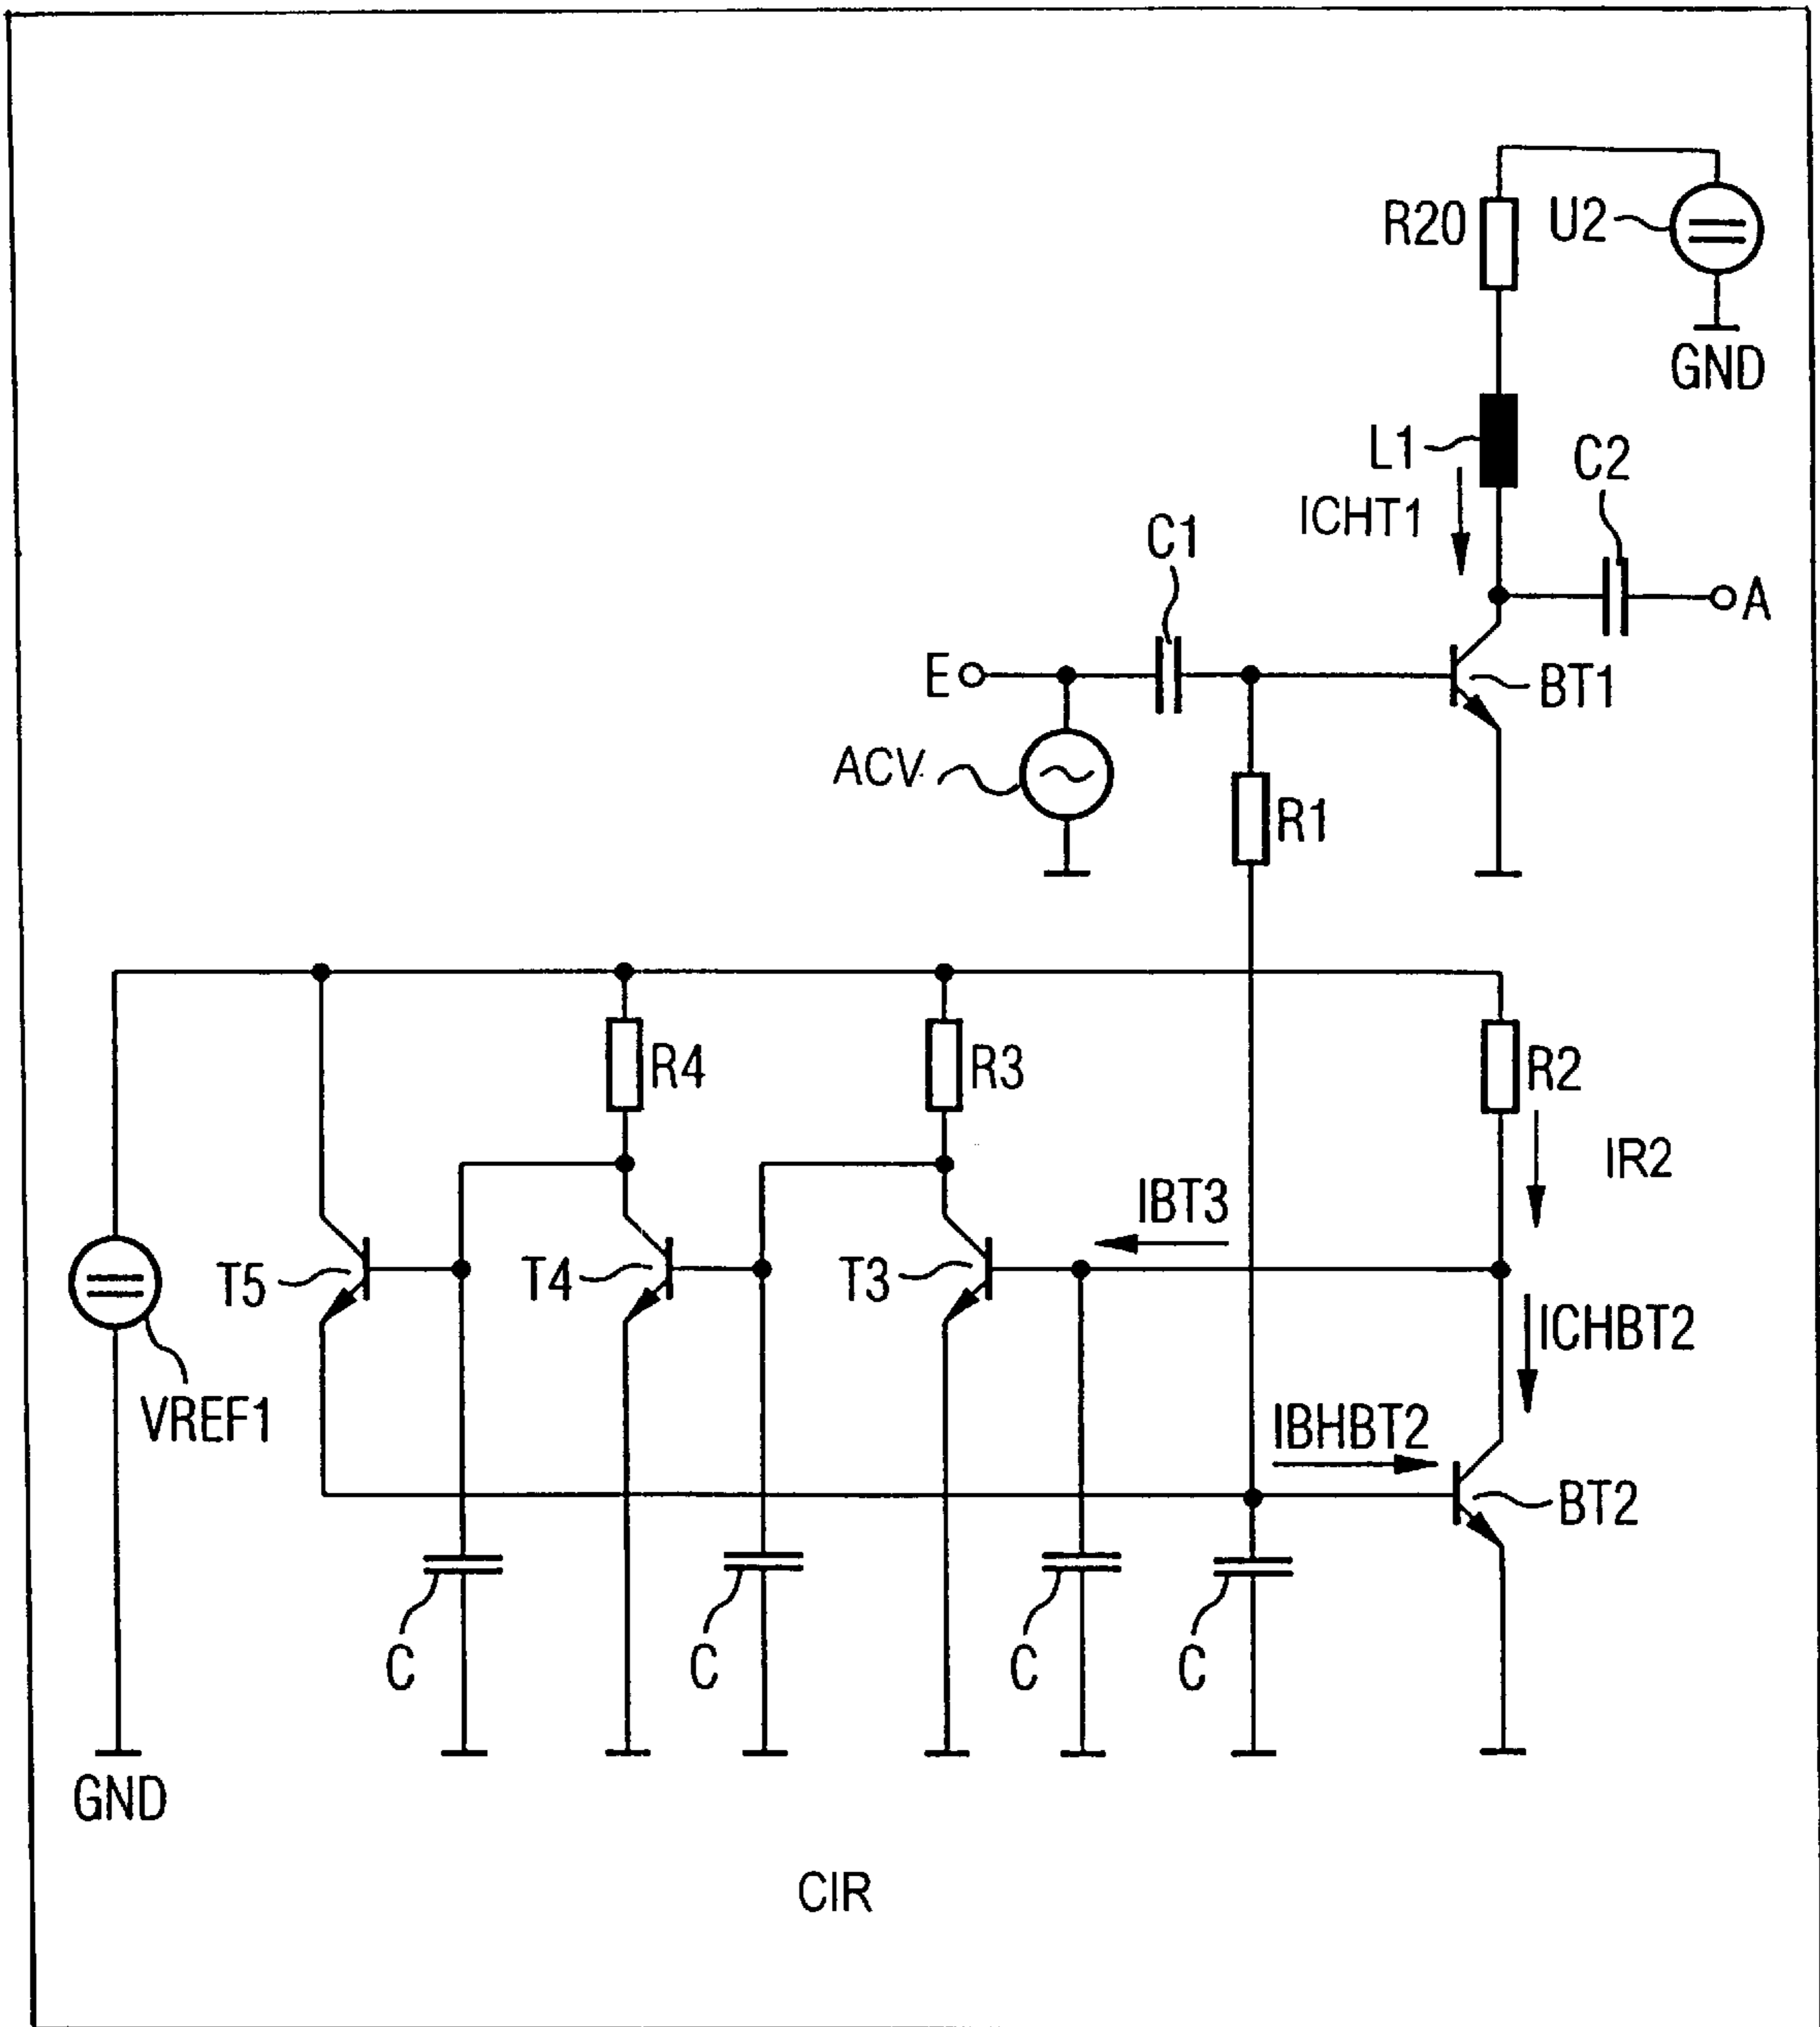 R20
U2
GND
L1
C2
ICHT1
C1
A
E
BT1
ACV
R1
R4
R3
R2
IR2
IBT3
T5
T4
T3
ICHBT2
VREF1
IBHBT2
BT2
C
C
C
C
GND
CIR